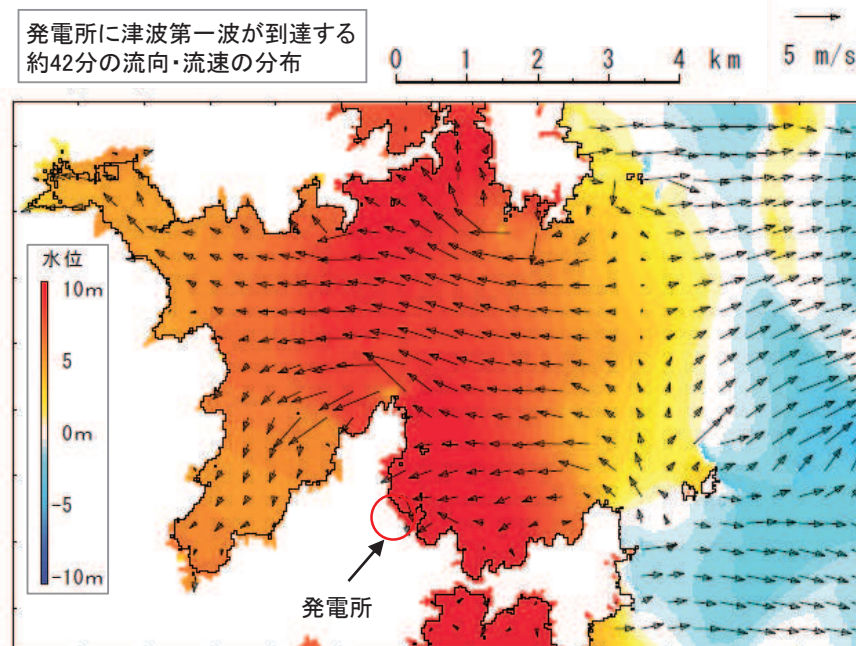 発電所に津波第一波が到達する
約42分の流向・流速の分布
0 1 2 3 4 km
5 m/s
水位
10m
5
0m
-5
-10m
発電所